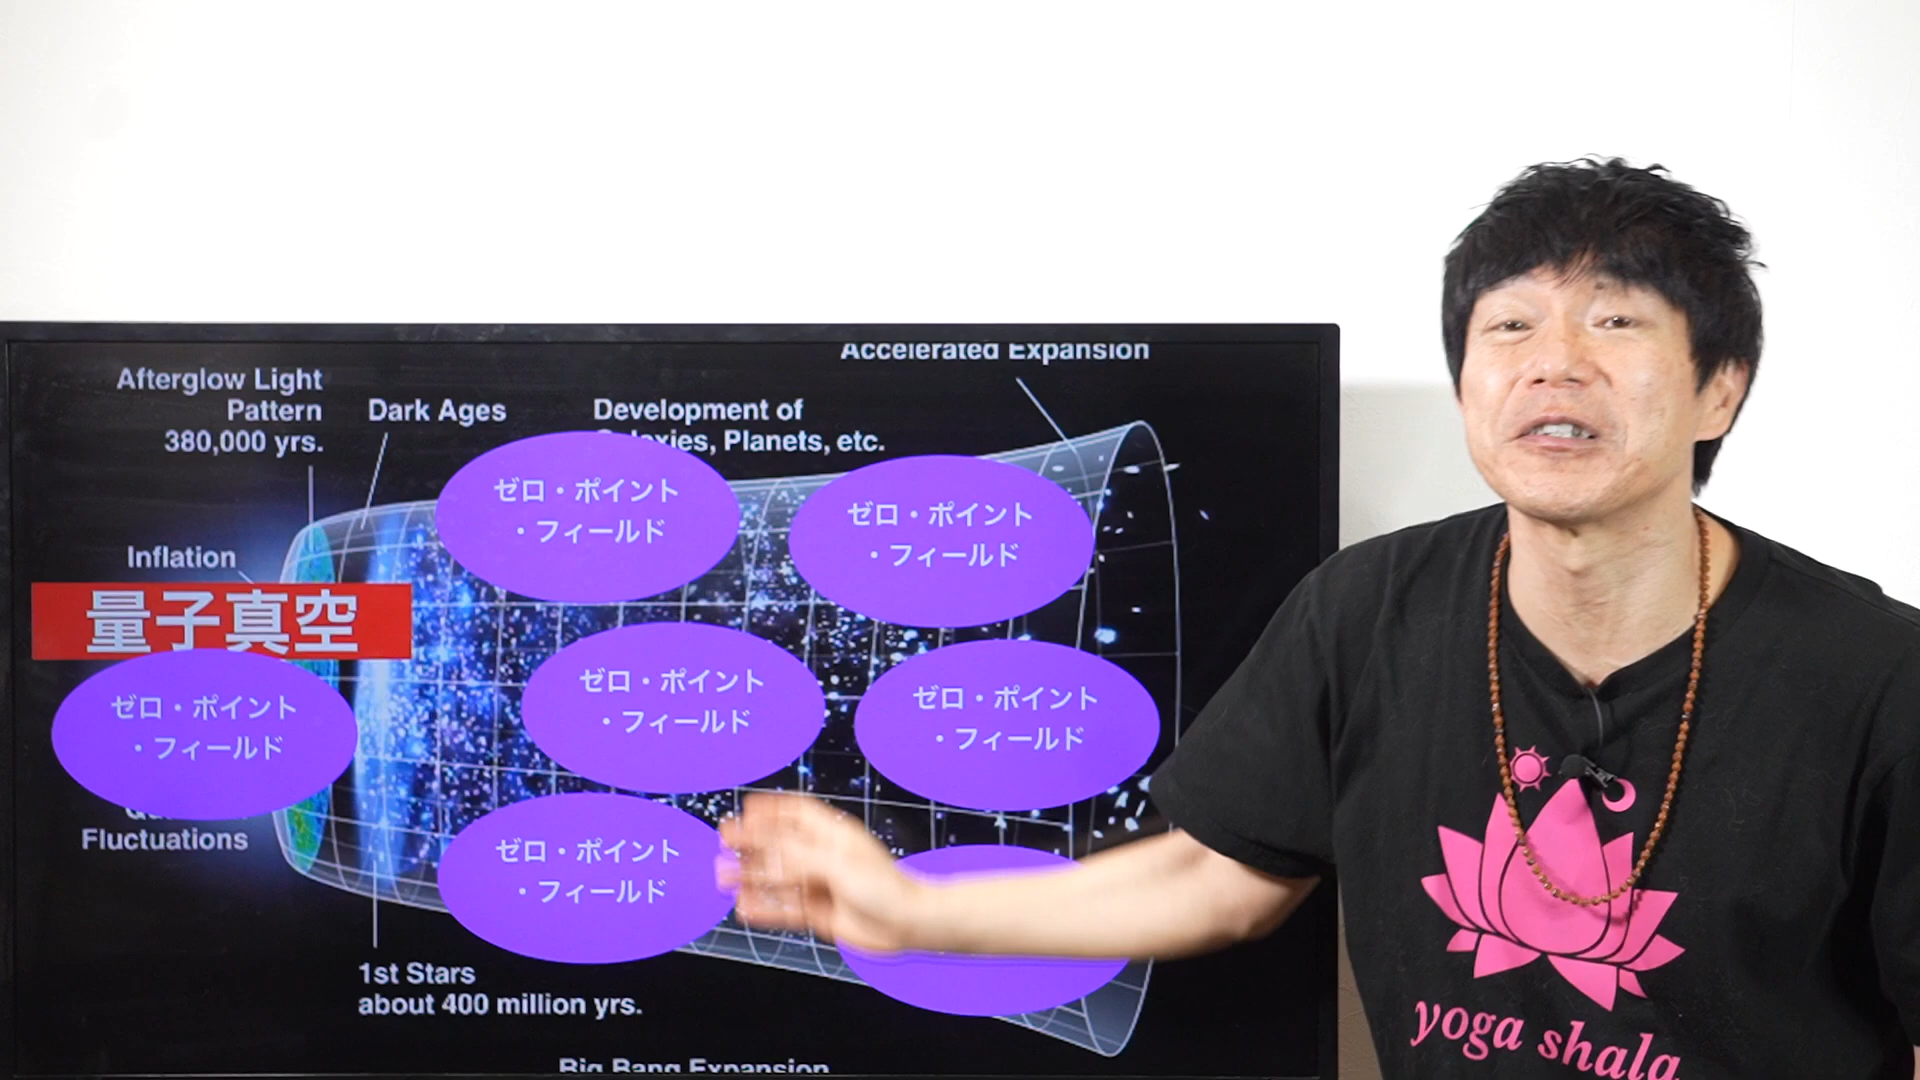 Accelerated Expansion
Afterglow Light
Pattern
380,000 yrs.
Dark Ages
Development of
Galaxies, Planets, etc.
Inflation
量子真空
ゼロ・ポイント
・フィールド
ゼロ・ポイント
・フィールド
ゼロ・ポイント
・フィールド
ゼロ・ポイント
・フィールド
ゼロ・ポイント
・フィールド
Fluctuations
ゼロ・ポイント
・フィールド
1st Stars
about 400 million yrs.
Big Bang Expansion
yoga shala